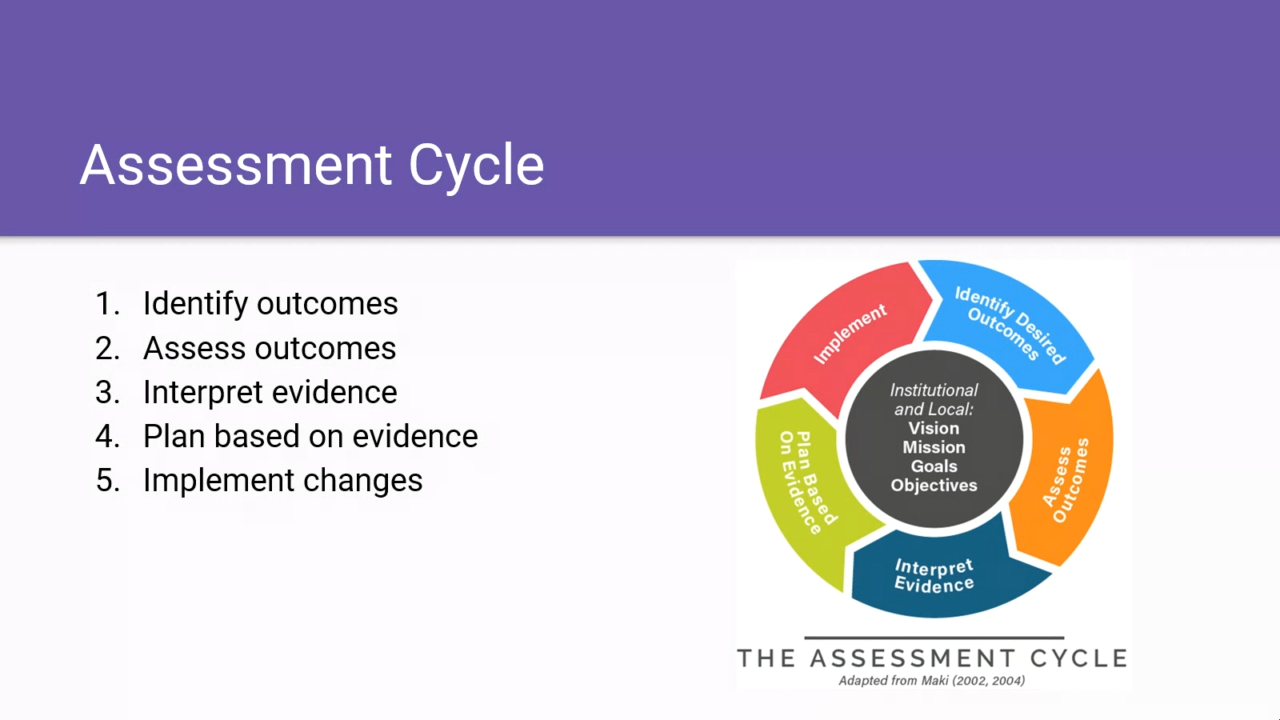 Assessment Cycle
1. Identify outcomes
2. Assess outcomes
3. Interpret evidence
4. Plan based on evidence
5. Implement changes
Implement
Identify Desired
Outcomes
Assess
Outcomes
Interpret
Evidence
Plan Based
On Evidence
Institutional
and Local:
Vision
Mission
Goals
Objectives
THE ASSESSMENT CYCLE
Adapted from Maki (2002, 2004)